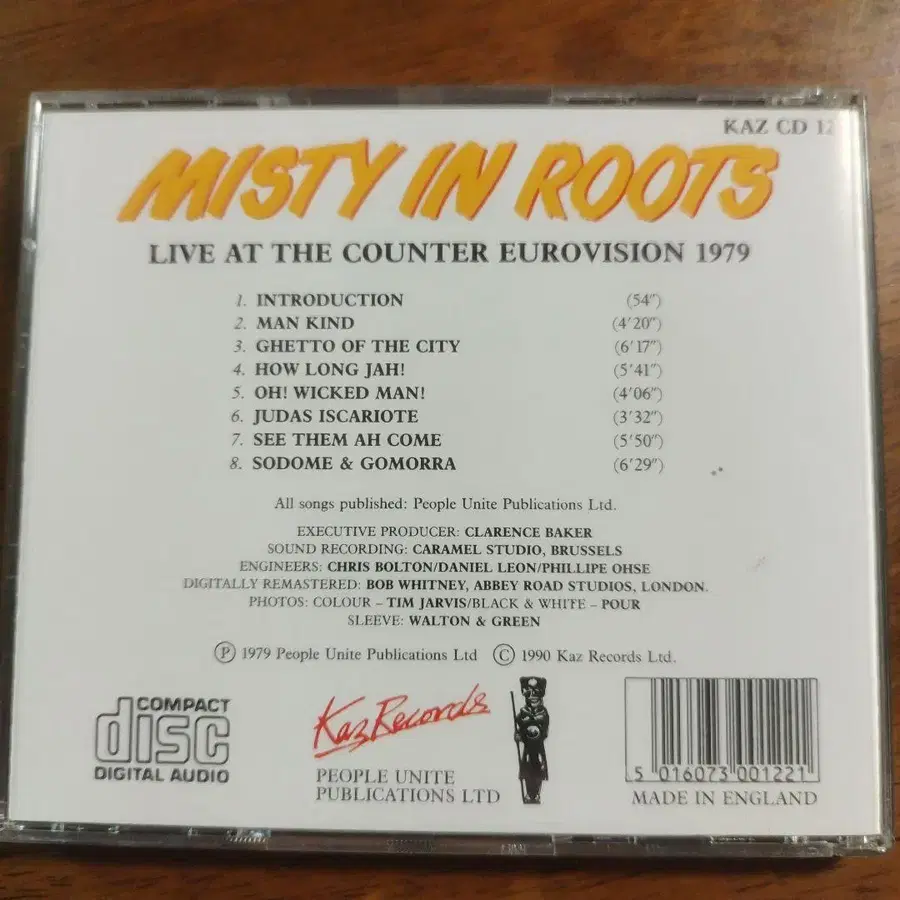 KAZ CD 12
MISTY IN ROOTS
LIVE AT THE COUNTER EUROVISION 1979
1. INTRODUCTION (54")
2. MAN KIND (4'20")
3. GHETTO OF THE CITY (6'17")
4. HOW LONG JAH! (5'41")
5. OH! WICKED MAN! (4'06")
6. JUDAS ISCARIOTE (3'32")
7. SEE THEM AH COME (5'50")
8. SODOME & GOMORRA (6'29")
All songs published: People Unite Publications Ltd.
EXECUTIVE PRODUCER: CLARENCE BAKER
SOUND RECORDING: CARAMEL STUDIO, BRUSSELS
ENGINEERS: CHRIS BOLTON/DANIEL LEON/PHILLIPE OHSE
DIGITALLY REMASTERED: BOB WHITNEY, ABBEY ROAD STUDIOS, LONDON.
PHOTOS: COLOUR – TIM JARVIS/BLACK & WHITE – POUR
SLEEVE: WALTON & GREEN
Ⓟ 1979 People Unite Publications Ltd © 1990 Kaz Records Ltd.
COMPACT
disc
DIGITAL AUDIO
Kaz Records
PEOPLE UNITE
PUBLICATIONS LTD
5 016073 001221
MADE IN ENGLAND